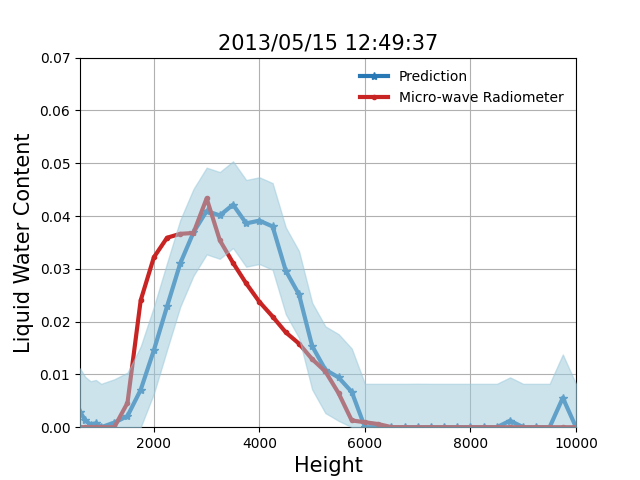 2013/05/15 12:49:37
Prediction
Micro-wave Radiometer
Liquid Water Content
0.07
0.06
0.05
0.04
0.03
0.02
0.01
0.00
2000 4000 6000 8000 10000
Height